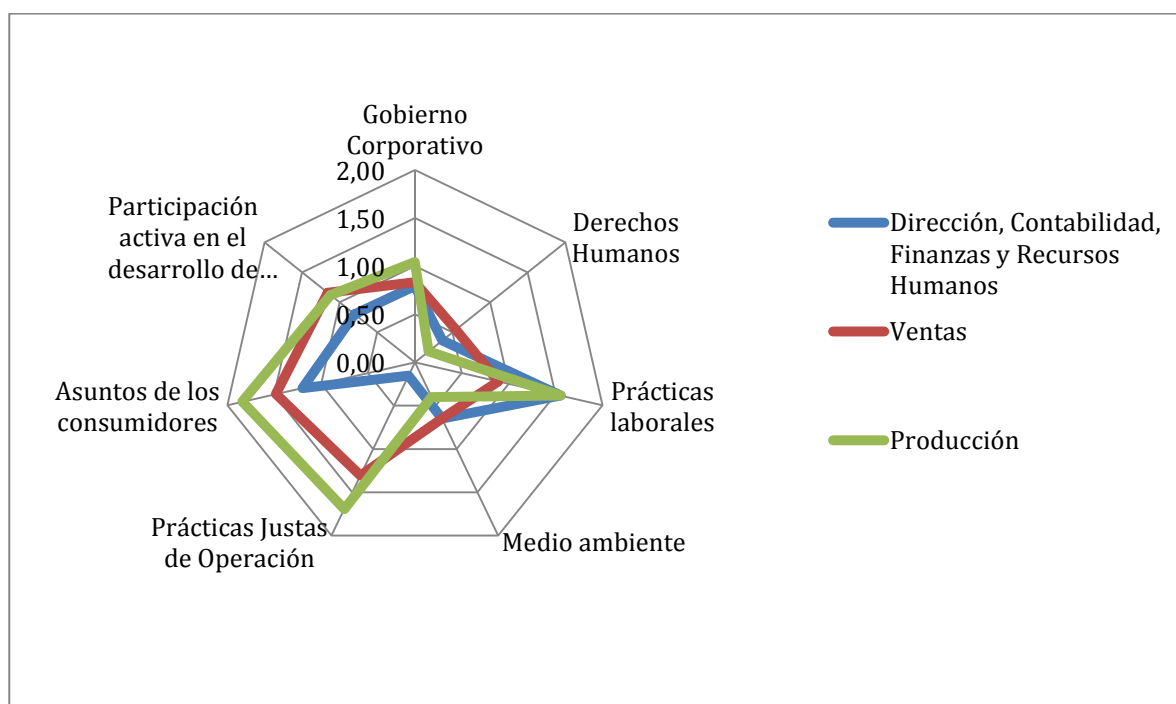 Gobierno
Corporativo
2,00
1,50
1,00
0,50
0,00
Derechos
Humanos
Prácticas
laborales
Medio ambiente
Prácticas Justas
de Operación
Asuntos de los
consumidores
Participación
activa en el
desarrollo de...
Dirección, Contabilidad,
Finanzas y Recursos
Humanos
Ventas
Producción